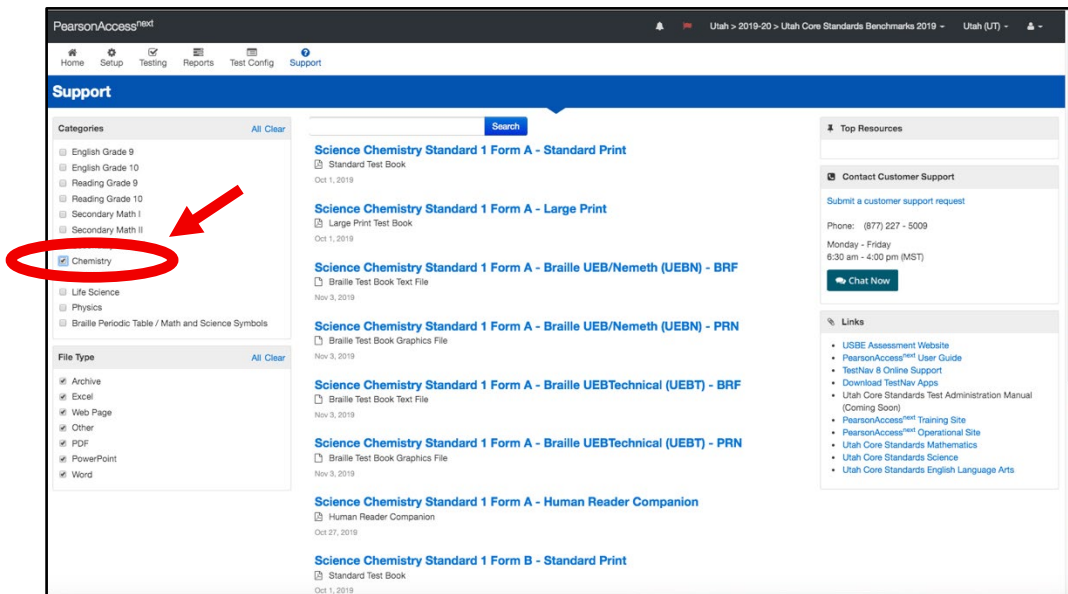 PearsonAccessnext
Utah > 2019-20 > Utah Core Standards Benchmarks 2019
Utah (UT)
Home Setup Testing Reports Test Config Support
Support
Categories All Clear
English Grade 9
English Grade 10
Reading Grade 9
Reading Grade 10
Secondary Math I
Secondary Math II
Chemistry
Life Science
Physics
Braille Periodic Table / Math and Science Symbols
File Type All Clear
Archive
Excel
Web Page
Other
PDF
PowerPoint
Word
Search
Science Chemistry Standard 1 Form A - Standard Print
Standard Test Book
Oct 1, 2019
Science Chemistry Standard 1 Form A - Large Print
Large Print Test Book
Oct 1, 2019
Science Chemistry Standard 1 Form A - Braille UEB/Nemeth (UEBN) - BRF
Braille Test Book Text File
Nov 3, 2019
Science Chemistry Standard 1 Form A - Braille UEB/Nemeth (UEBN) - PRN
Braille Test Book Graphics File
Nov 3, 2019
Science Chemistry Standard 1 Form A - Braille UEBTechnical (UEBT) - BRF
Braille Test Book Text File
Nov 3, 2019
Science Chemistry Standard 1 Form A - Braille UEBTechnical (UEBT) - PRN
Braille Test Book Graphics File
Nov 3, 2019
Science Chemistry Standard 1 Form A - Human Reader Companion
Human Reader Companion
Oct 27, 2019
Science Chemistry Standard 1 Form B - Standard Print
Standard Test Book
Oct 1, 2019
Top Resources
Contact Customer Support
Submit a customer support request
Phone: (877) 227 - 5009
Monday - Friday
6:30 am - 4:00 pm (MST)
Chat Now
Links
USBE Assessment Website
PearsonAccessnext User Guide
TestNav 8 Online Support
Download TestNav Apps
Utah Core Standards Test Administration Manual
(Coming Soon)
PearsonAccessnext Training Site
PearsonAccessnext Operational Site
Utah Core Standards Mathematics
Utah Core Standards Science
Utah Core Standards English Language Arts